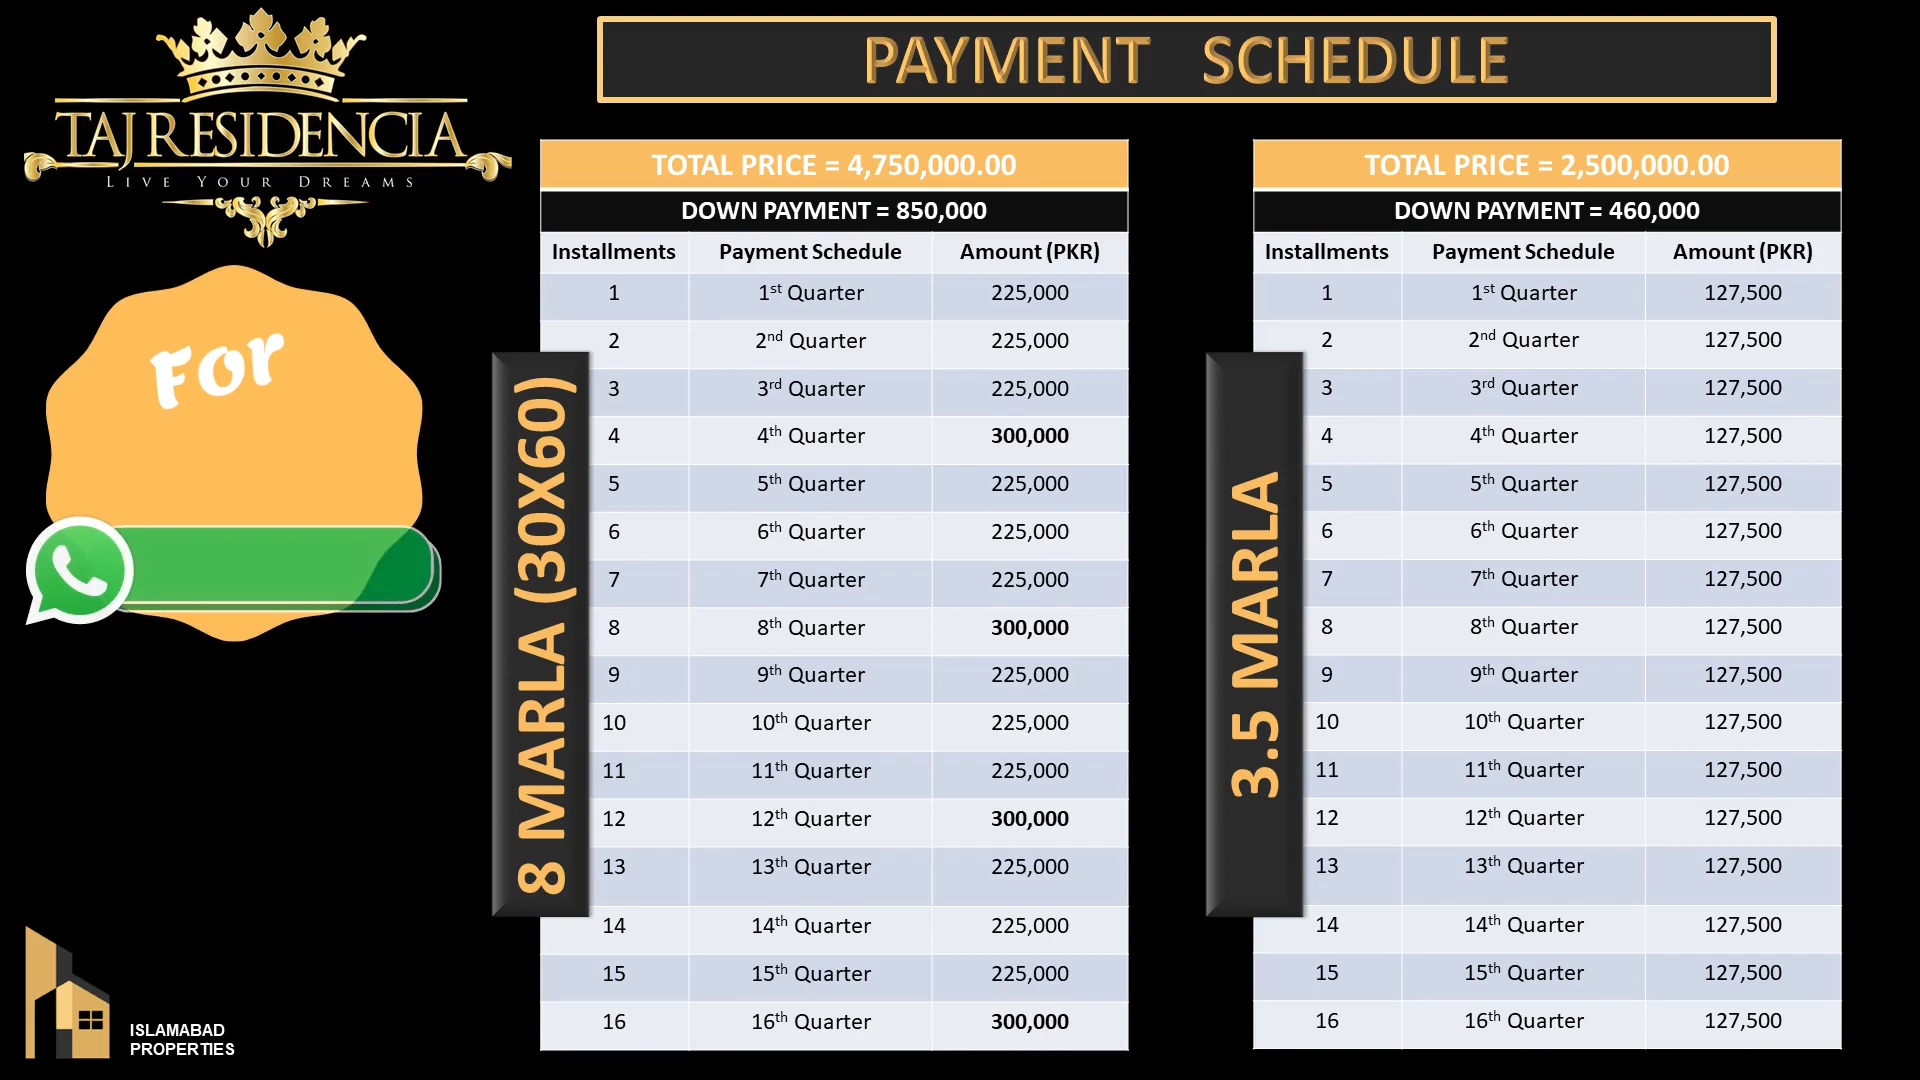 TAJ RESIDENCIA
LIVE YOUR DREAMS
PAYMENT SCHEDULE
For
8 MARLA (30X60)
TOTAL PRICE = 4,750,000.00
DOWN PAYMENT = 850,000
Installments Payment Schedule Amount (PKR)
1 1st Quarter 225,000
2 2nd Quarter 225,000
3 3rd Quarter 225,000
4 4th Quarter 300,000
5 5th Quarter 225,000
6 6th Quarter 225,000
7 7th Quarter 225,000
8 8th Quarter 300,000
9 9th Quarter 225,000
10 10th Quarter 225,000
11 11th Quarter 225,000
12 12th Quarter 300,000
13 13th Quarter 225,000
14 14th Quarter 225,000
15 15th Quarter 225,000
16 16th Quarter 300,000
3.5 MARLA
TOTAL PRICE = 2,500,000.00
DOWN PAYMENT = 460,000
Installments Payment Schedule Amount (PKR)
1 1st Quarter 127,500
2 2nd Quarter 127,500
3 3rd Quarter 127,500
4 4th Quarter 127,500
5 5th Quarter 127,500
6 6th Quarter 127,500
7 7th Quarter 127,500
8 8th Quarter 127,500
9 9th Quarter 127,500
10 10th Quarter 127,500
11 11th Quarter 127,500
12 12th Quarter 127,500
13 13th Quarter 127,500
14 14th Quarter 127,500
15 15th Quarter 127,500
16 16th Quarter 127,500
ISLAMABAD
PROPERTIES